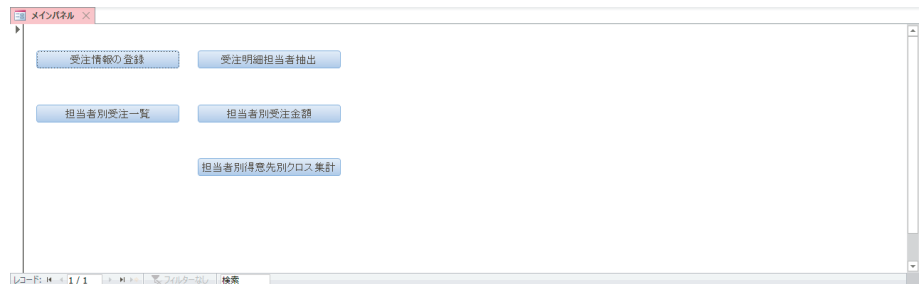 メインパネル
受注情報の登録 受注明細担当者抽出
担当者別受注一覧 担当者別受注金額
担当者別得意先別クロス集計
レコード: 1 / 1 フィルターなし 検索